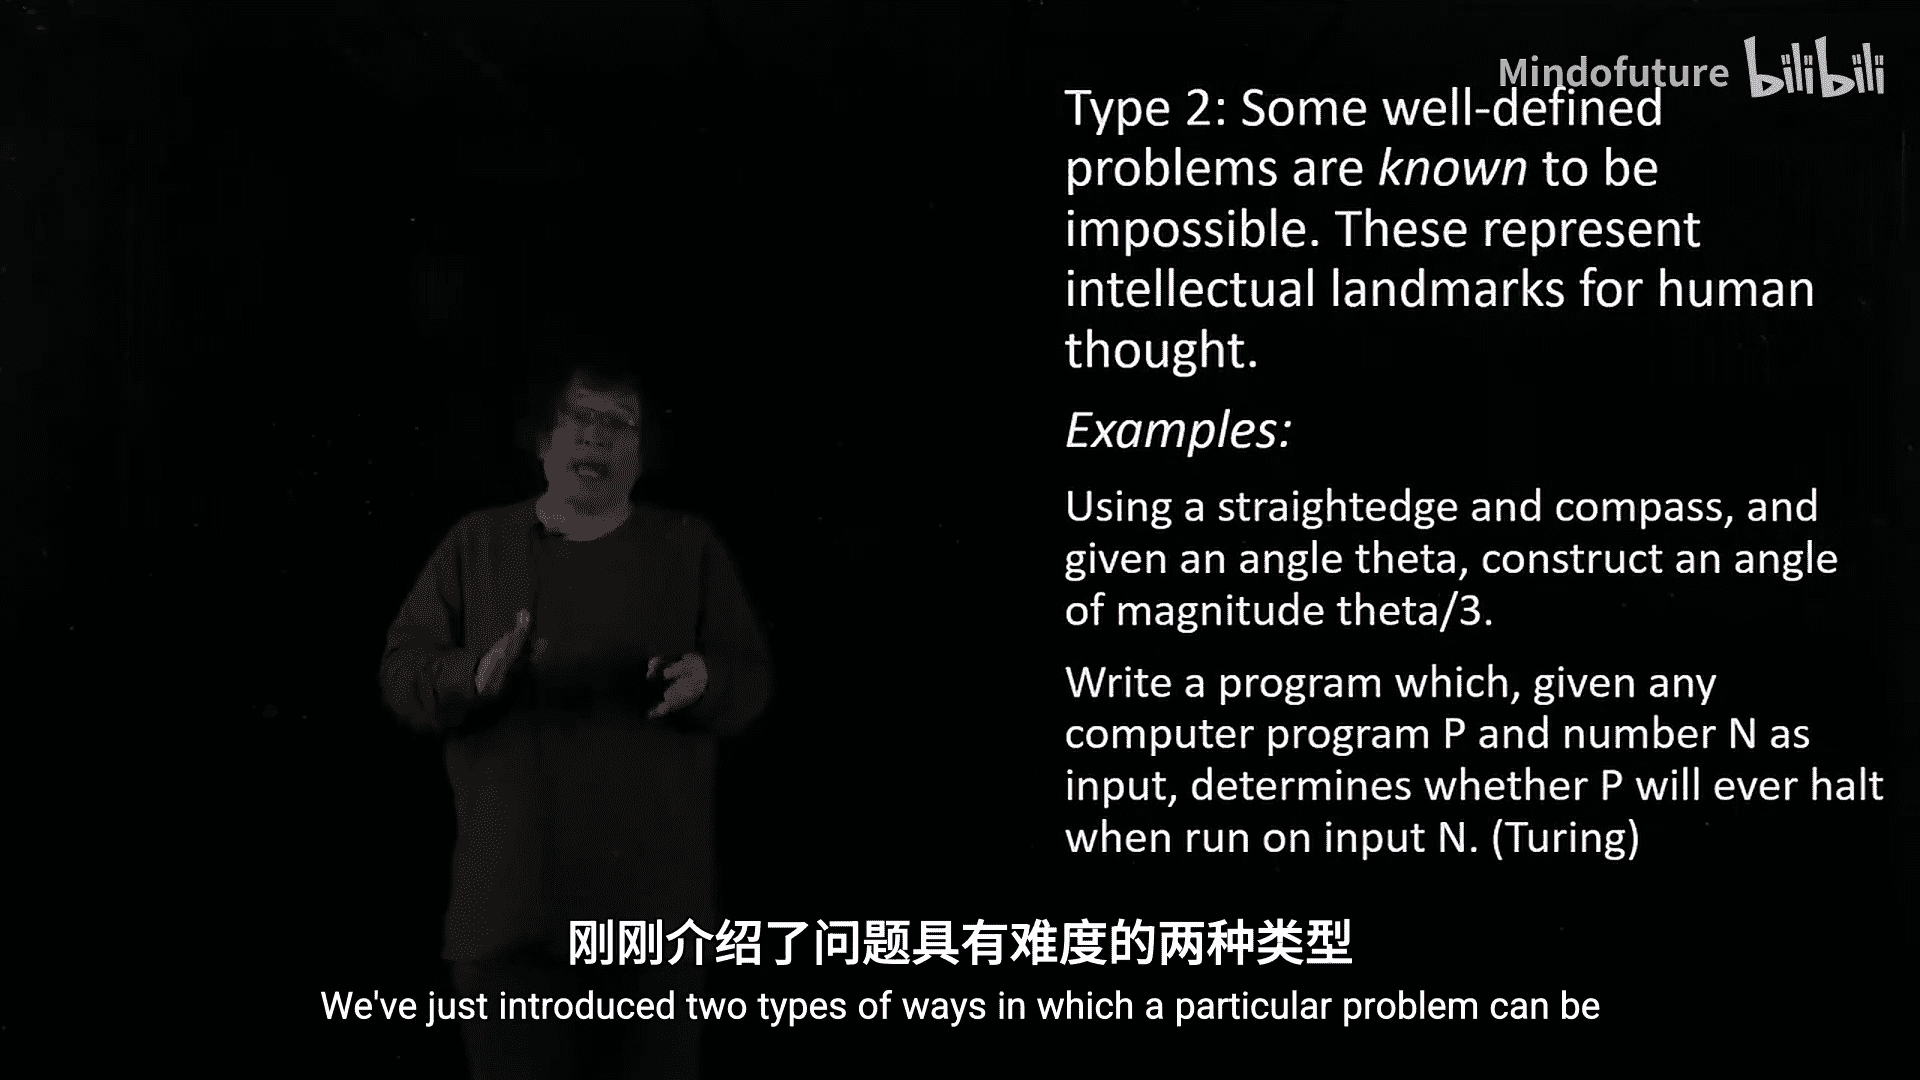 Mindofuture bilibili
Type 2: Some well-defined
problems are known to be
impossible. These represent
intellectual landmarks for human
thought.
Examples:
Using a straightedge and compass, and
given an angle theta, construct an angle
of magnitude theta/3.
Write a program which, given any
computer program P and number N as
input, determines whether P will ever halt
when run on input N. (Turing)
刚刚介绍了问题具有难度的两种类型
We've just introduced two types of ways in which a particular problem can be